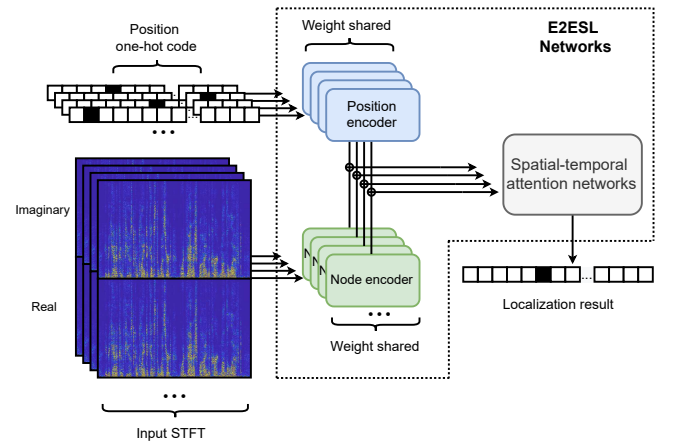 Position
one-hot code
Weight shared
E2ESL
Networks
Position
encoder
Spatial-temporal
attention networks
Imaginary
Real
N
N
N
Node encoder
Localization result
Weight shared
Input STFT